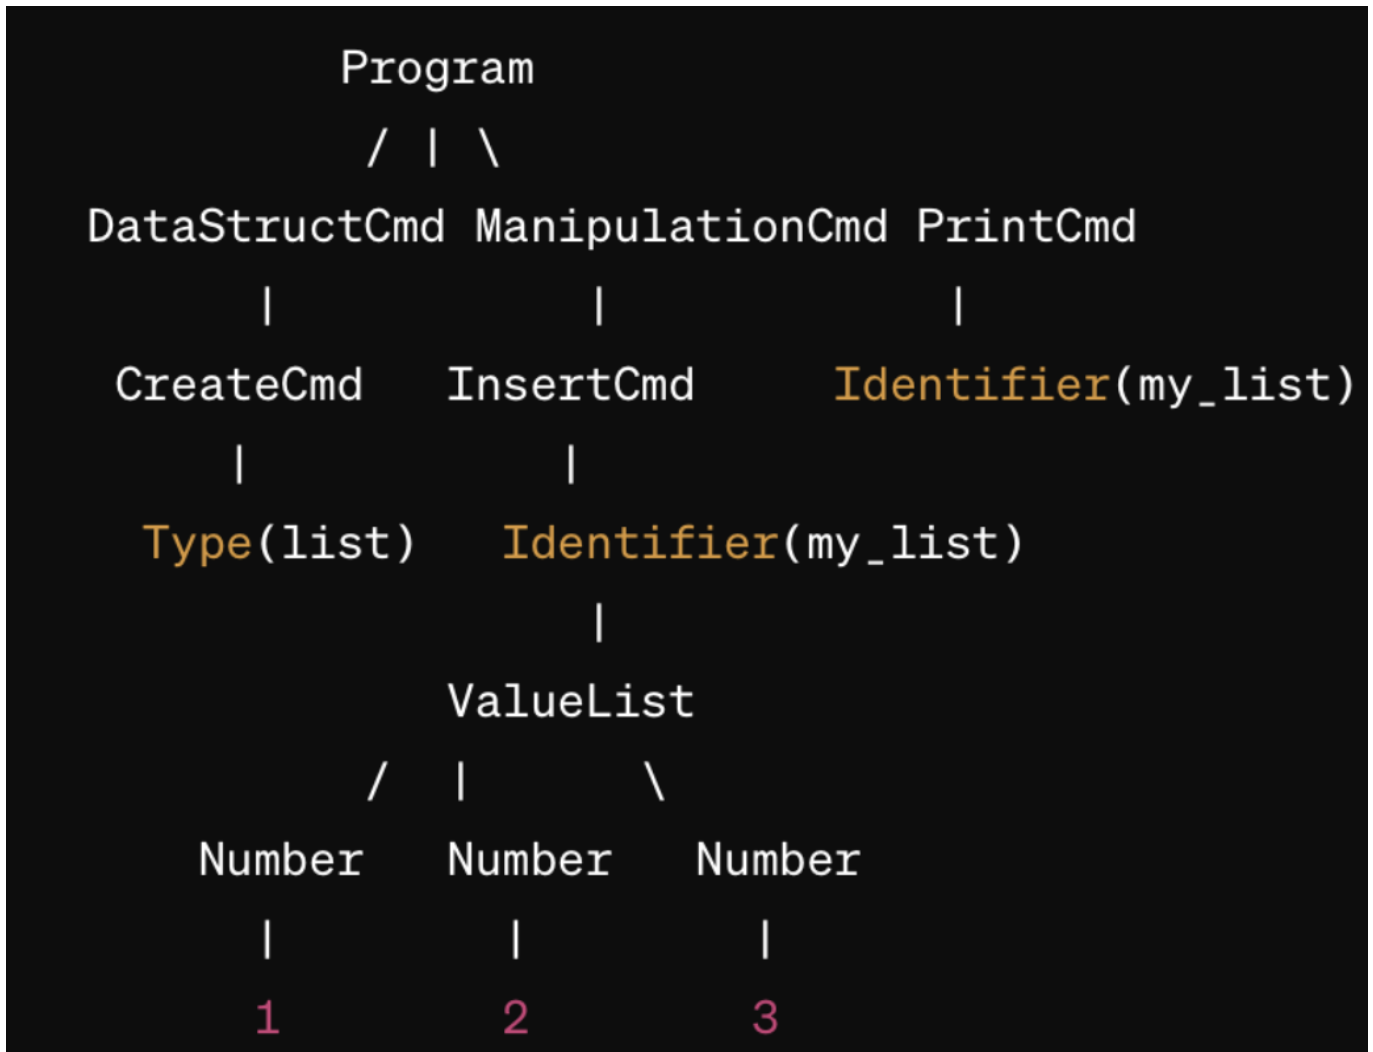 Program
/ | \
DataStructCmd ManipulationCmd PrintCmd
| | |
CreateCmd InsertCmd Identifier(my_list)
| |
Type(list) Identifier(my_list)
|
ValueList
/ | \
Number Number Number
| | |
1 2 3